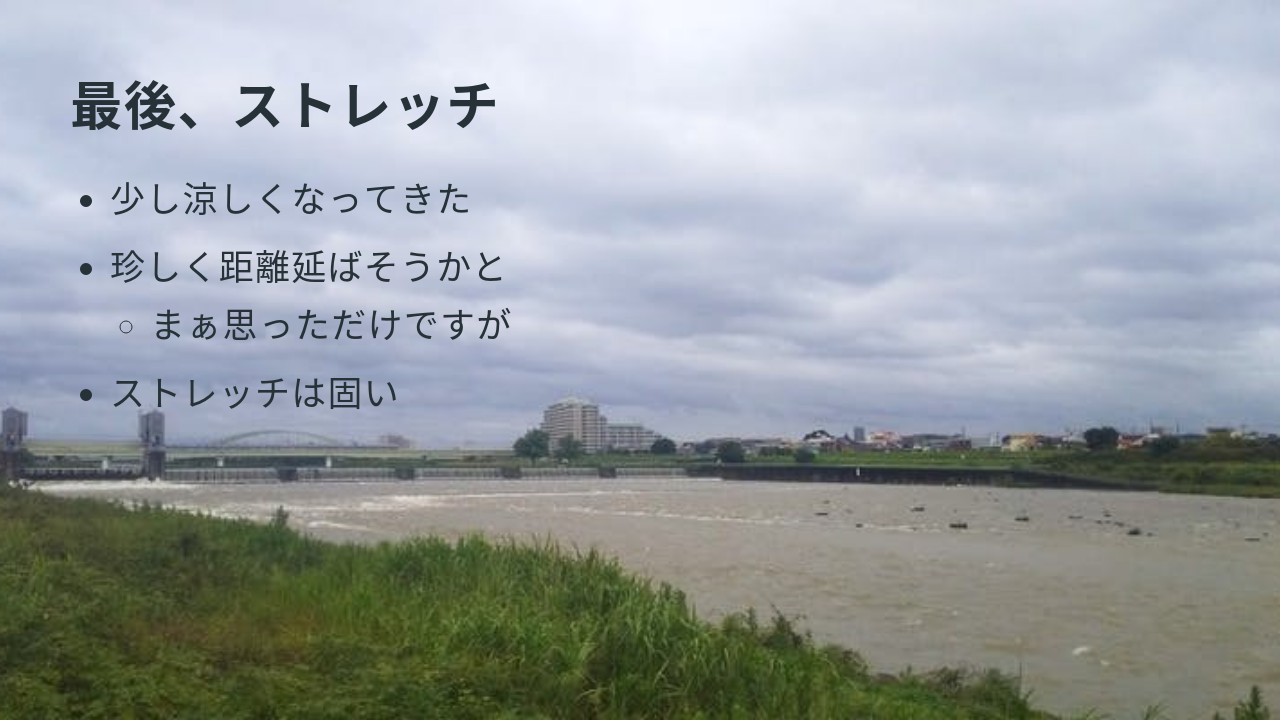 最後、ストレッチ
少し涼しくなってきた
珍しく距離延ばそうかと
まぁ思っただけですが
ストレッチは固い